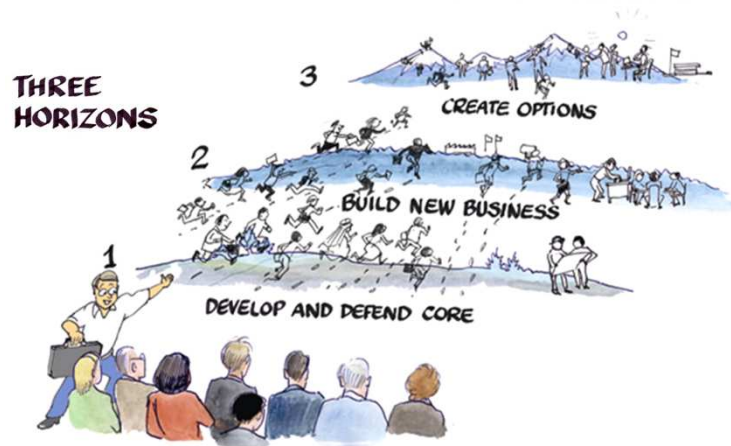 THREE
HORIZONS
3
CREATE OPTIONS
2
BUILD NEW BUSINESS
1
DEVELOP AND DEFEND CORE